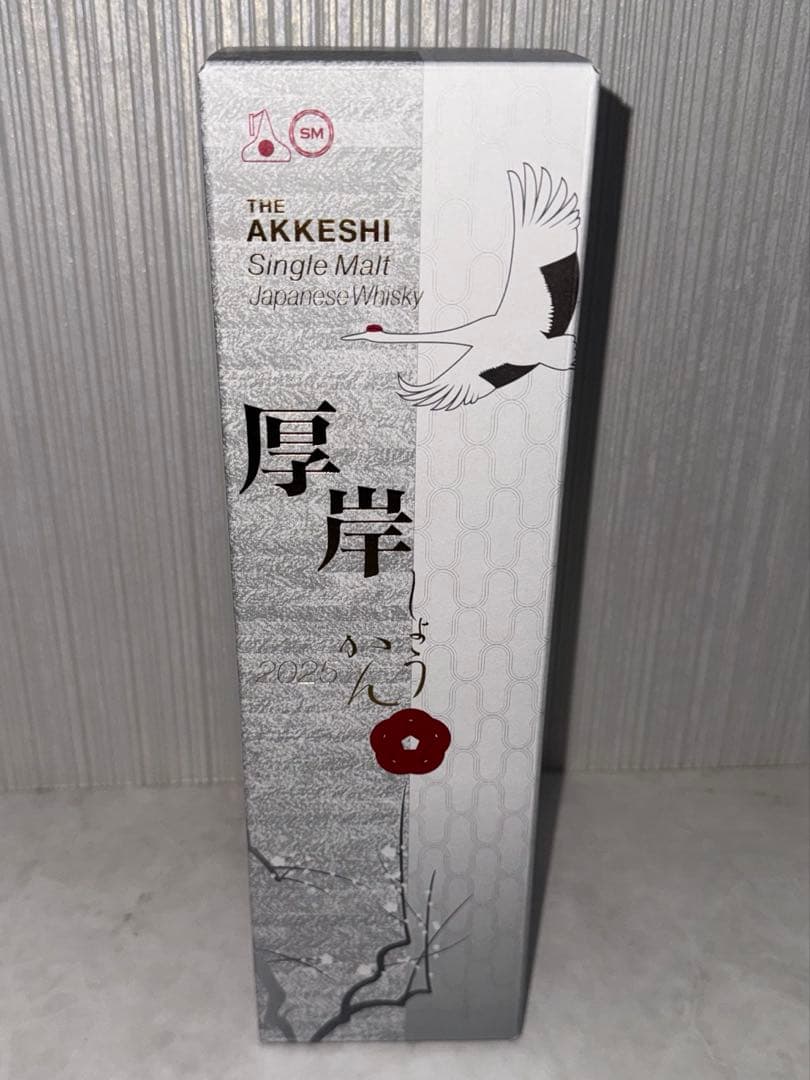 SM
THE
AKKESHI
Single Malt
Japanese Whisky
厚岸
しょうかん
2025